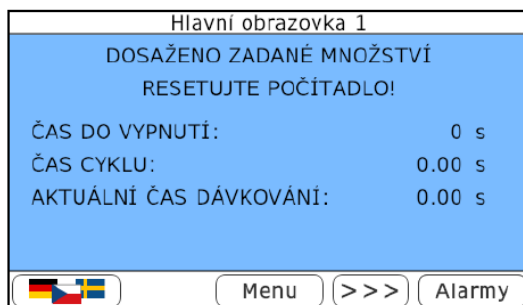 Hlavní obrazovka 1
DOSAŽENO ZADANÉ MNOŽSTVÍ
RESETUJTE POČÍTADLO!
ČAS DO VYPNUTÍ: 0 s
ČAS CYKLU: 0.00 s
AKTUÁLNÍ ČAS DÁVKOVÁNÍ: 0.00 s
Menu >>> Alarmy